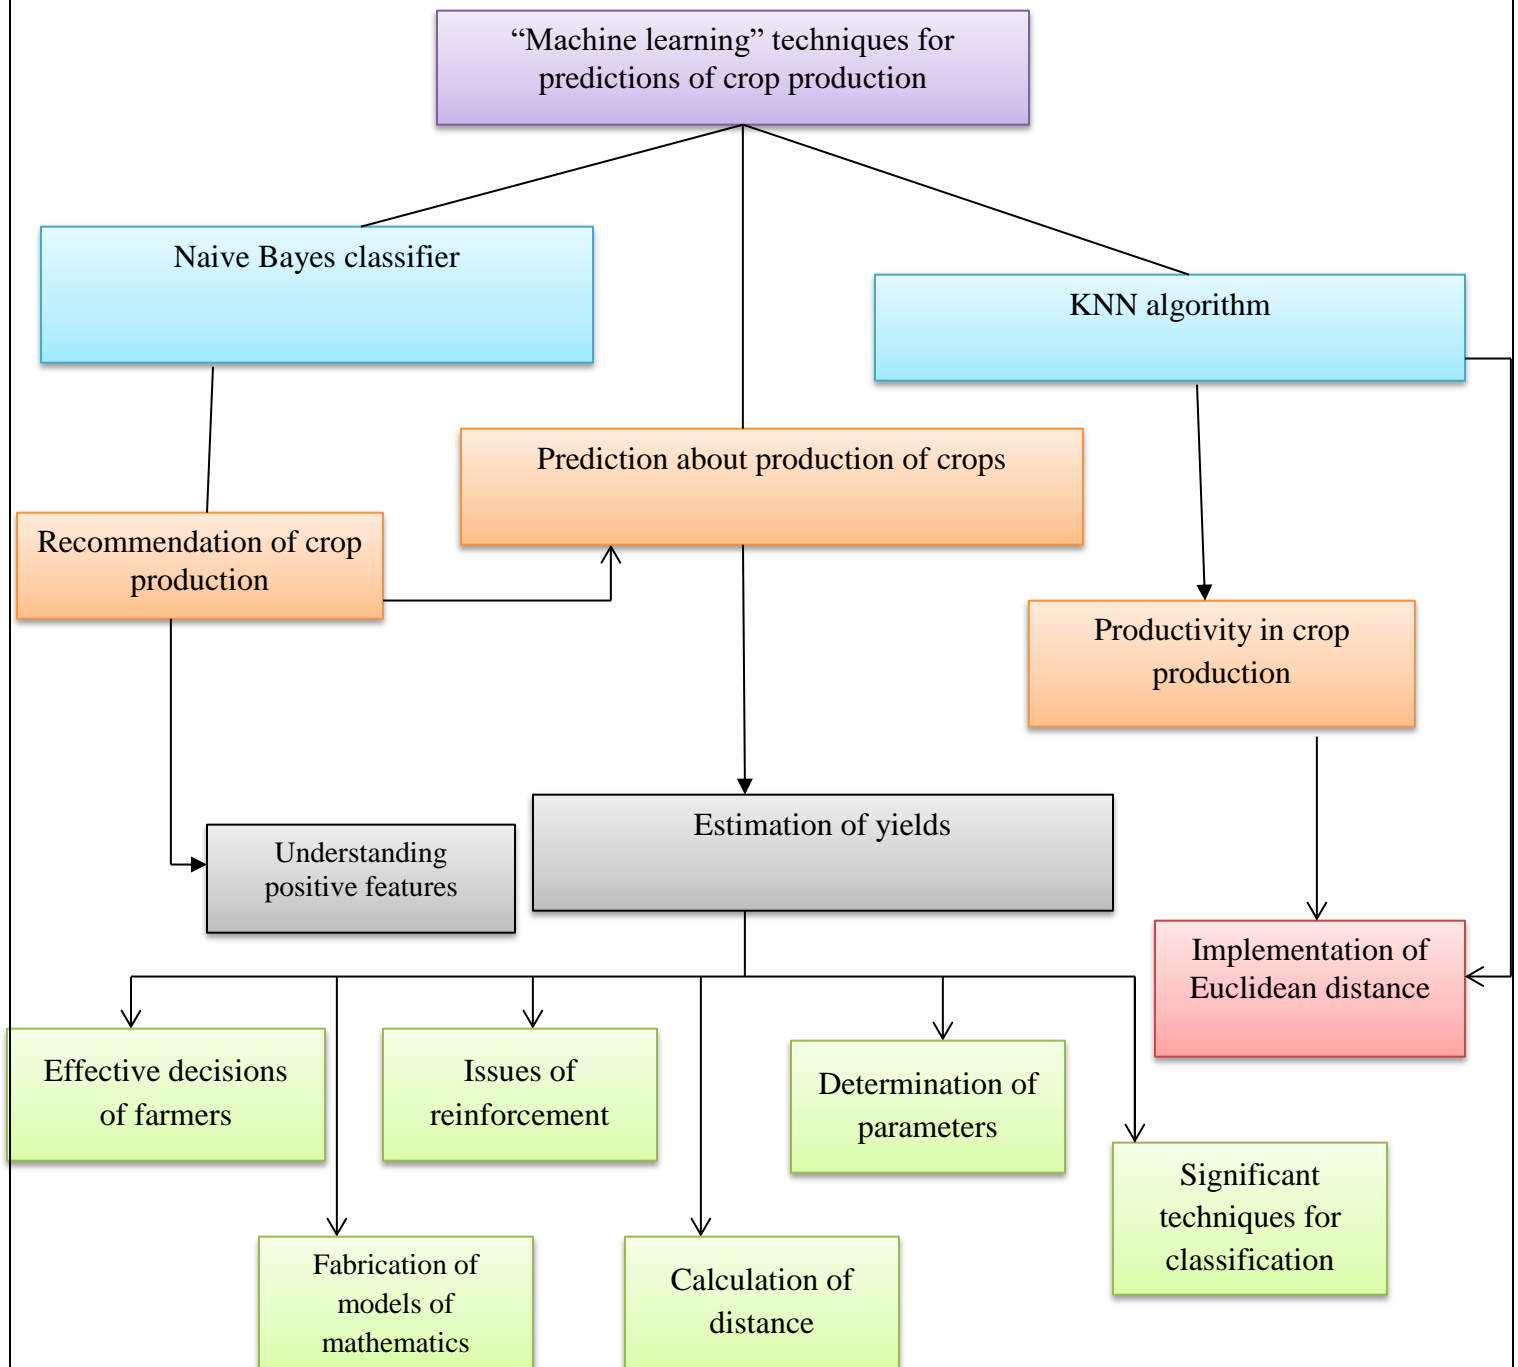 “Machine learning” techniques for
predictions of crop production
Naive Bayes classifier
KNN algorithm
Prediction about production of crops
Recommendation of crop
production
Productivity in crop
production
Estimation of yields
Understanding
positive features
Implementation of
Euclidean distance
Effective decisions
of farmers
Issues of
reinforcement
Determination of
parameters
Significant
techniques for
classification
Fabrication of
models of
mathematics
Calculation of
distance